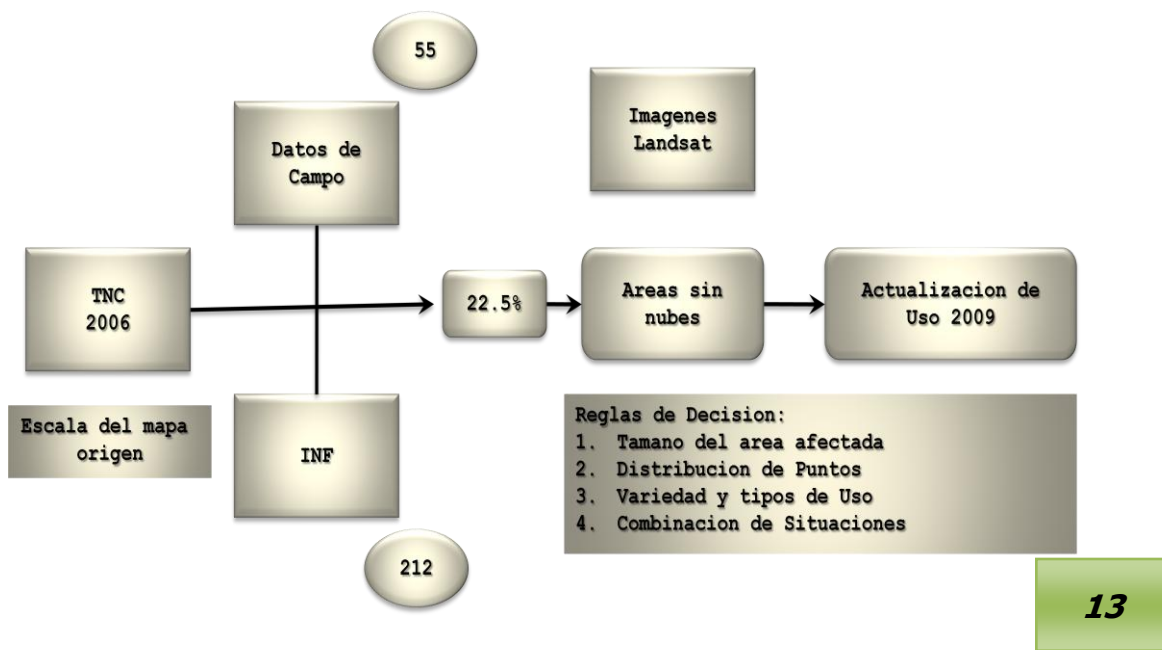 55
Imagenes
Landsat
Datos de
Campo
TNC
2006
22.5%
Areas sin
nubes
Actualizacion de
Uso 2009
Escala del mapa
origen
INF
Reglas de Decision:
1. Tamano del area afectada
2. Distribucion de Puntos
3. Variedad y tipos de Uso
4. Combinacion de Situaciones
212
13